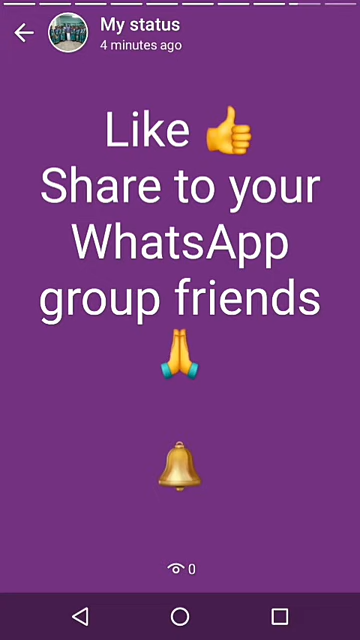 My status
4 minutes ago
Like 👍
Share to your
WhatsApp
group friends
🙏
🔔
0